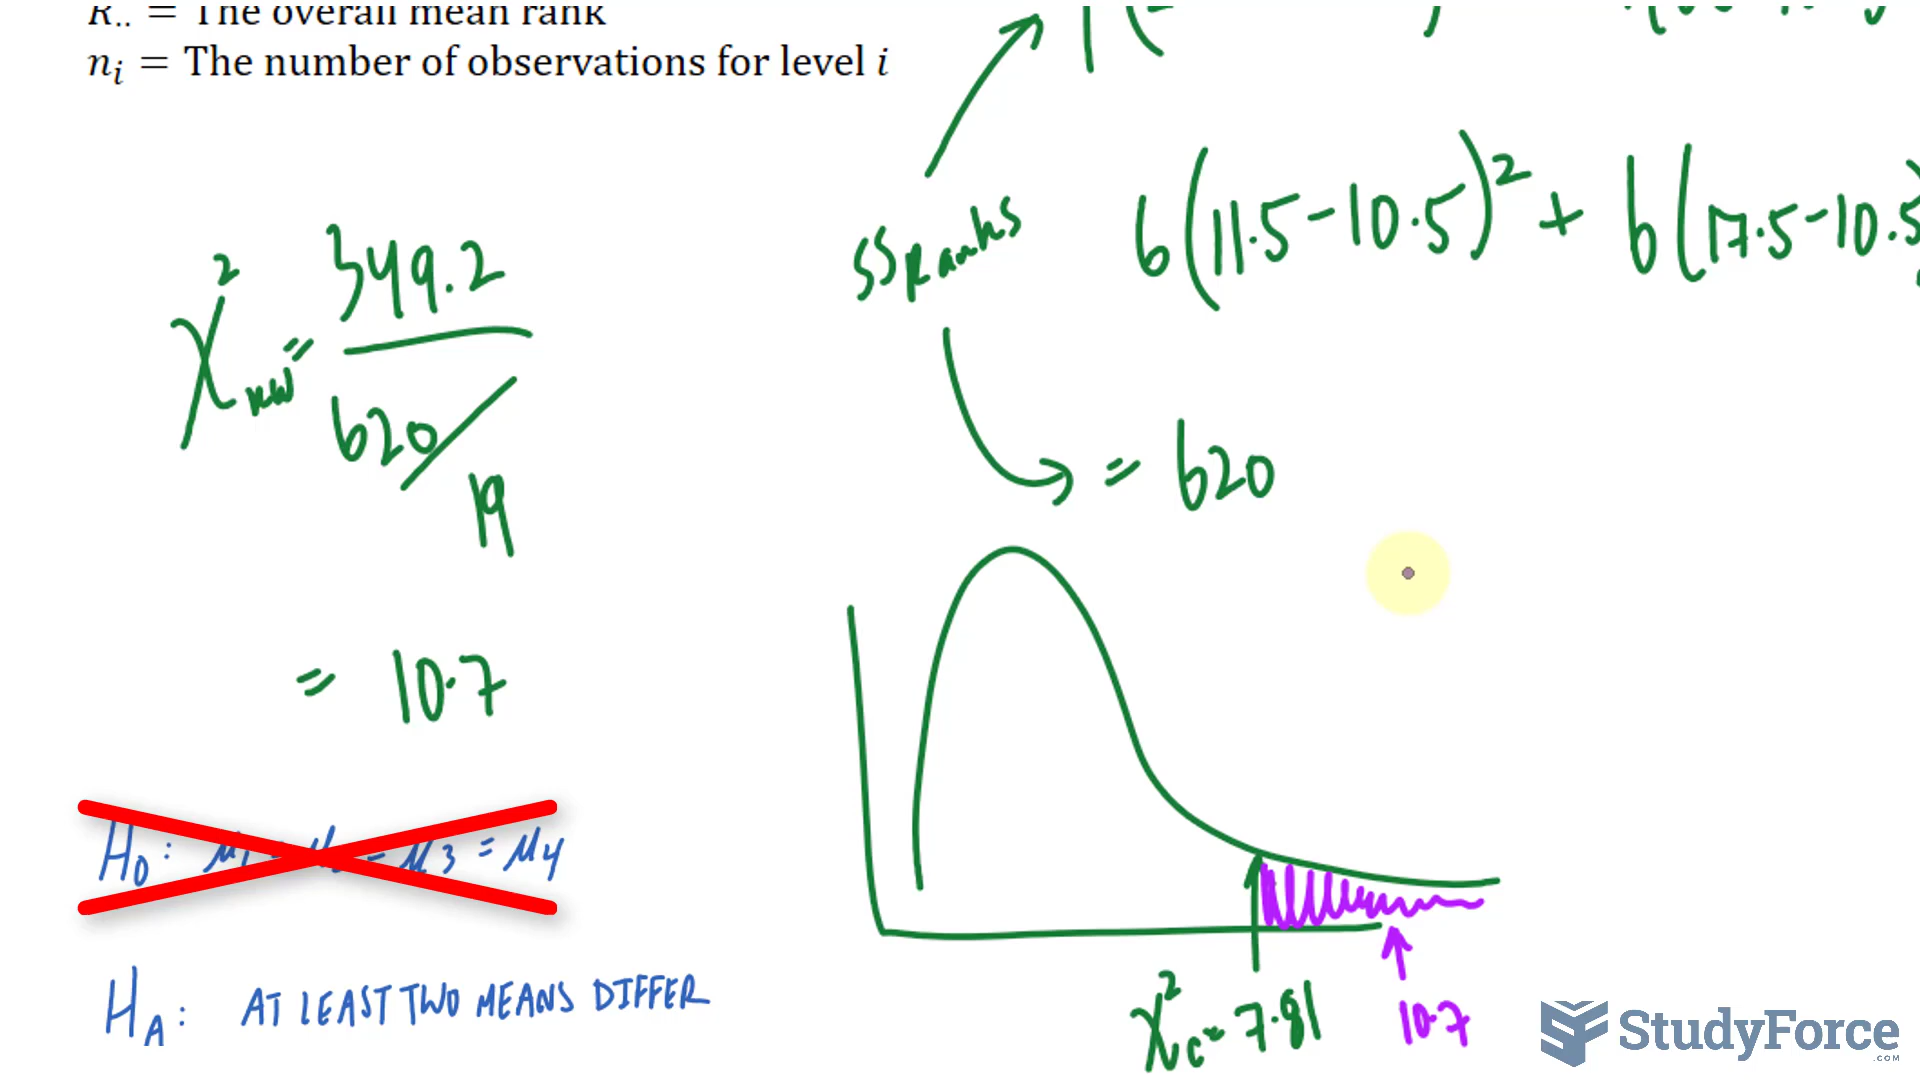 R.. = The overall mean rank
nᵢ = The number of observations for level i
SSRanks
6(11.5-10.5)² + 6(17.5-10.5)
χ²KW = 349.2 / (620/19)
= 620
= 10.7
H0: μ1 = μ2 = μ3 = μ4
HA: AT LEAST TWO MEANS DIFFER
χ²c = 7.81
10.7
StudyForce
.COM